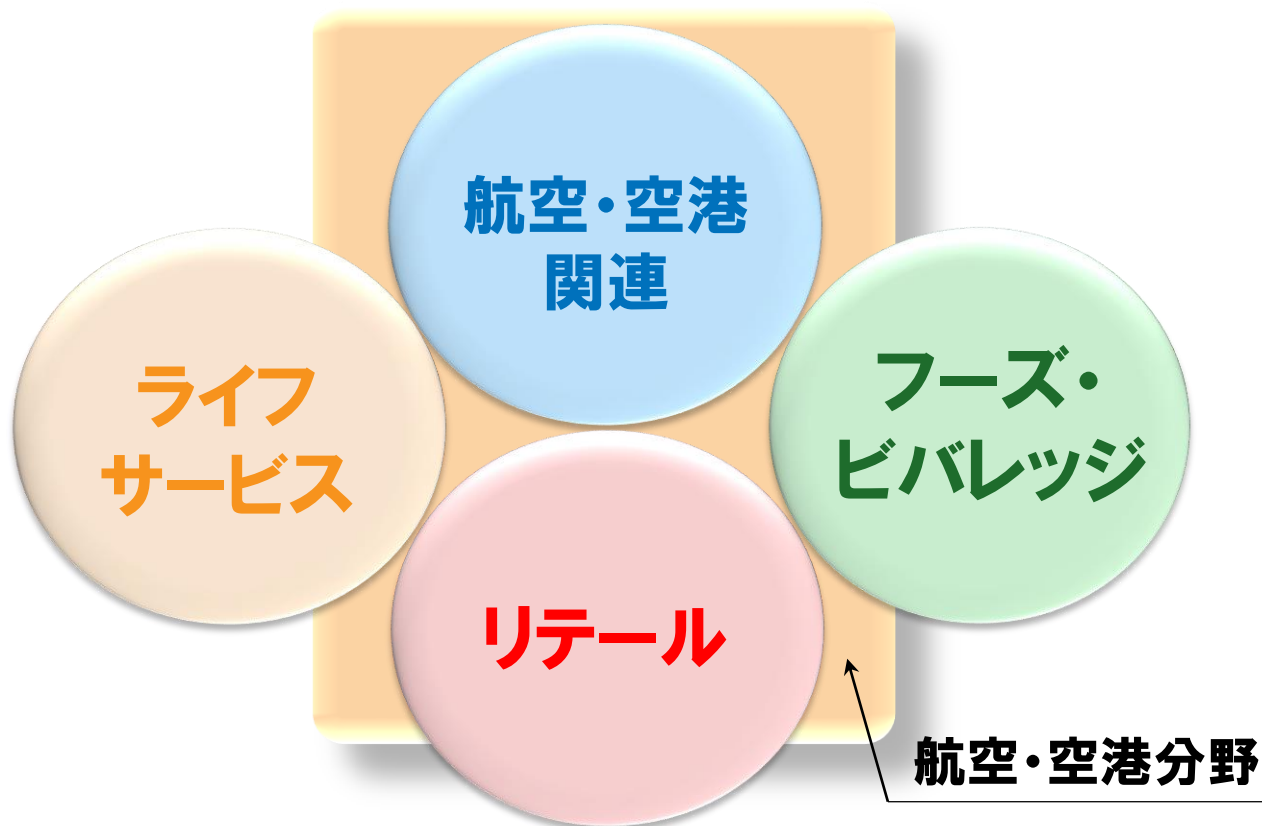 航空・空港
関連
ライフ
サービス
フーズ・
ビバレッジ
リテール
航空・空港分野